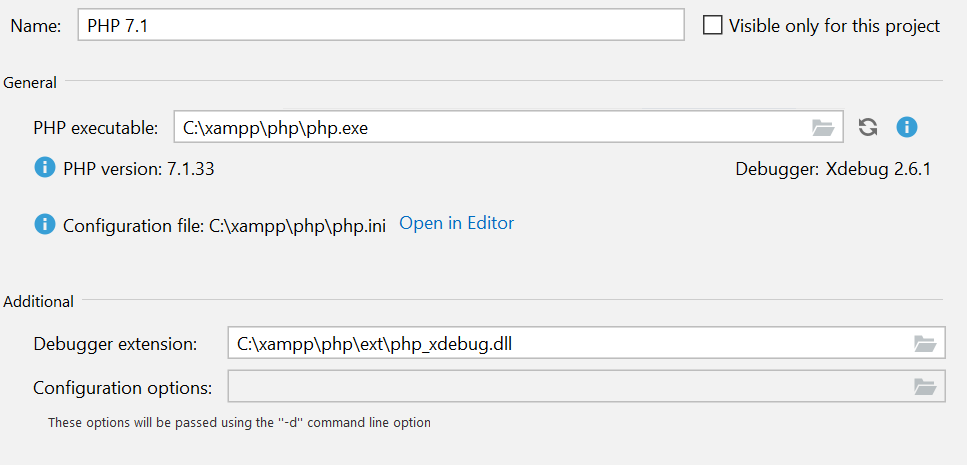 Name: PHP 7.1 Visible only for this project
General
PHP executable: C:\xampp\php\php.exe
PHP version: 7.1.33 Debugger: Xdebug 2.6.1
Configuration file: C:\xampp\php\php.ini Open in Editor
Additional
Debugger extension: C:\xampp\php\ext\php_xdebug.dll
Configuration options:
These options will be passed using the "-d" command line option